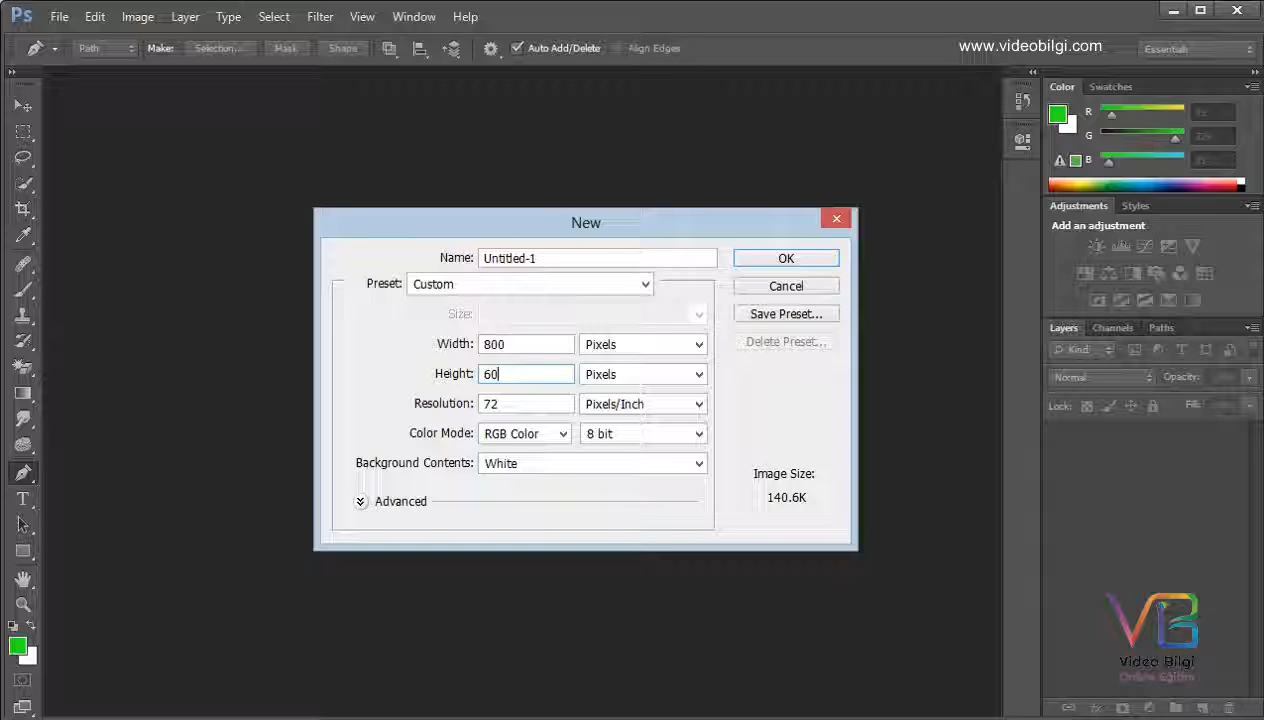 Ps File Edit Image Layer Type Select Filter View Window Help
Path Make: Selection... Mask Shape Auto Add/Delete Align Edges www.videobilgi.com Essentials
Color Swatches
R
G
B
Adjustments Styles
Add an adjustment
New
Name: Untitled-1 OK
Preset: Custom Cancel
Size: Save Preset...
Width: 800 Pixels Delete Preset...
Height: 60 Pixels
Resolution: 72 Pixels/Inch
Color Mode: RGB Color 8 bit
Background Contents: White
Image Size:
140.6K
Advanced
Layers Channels Paths
Kind
Normal Opacity:
Lock: Fill:
VB
Video Bilgi
Online Eğitim